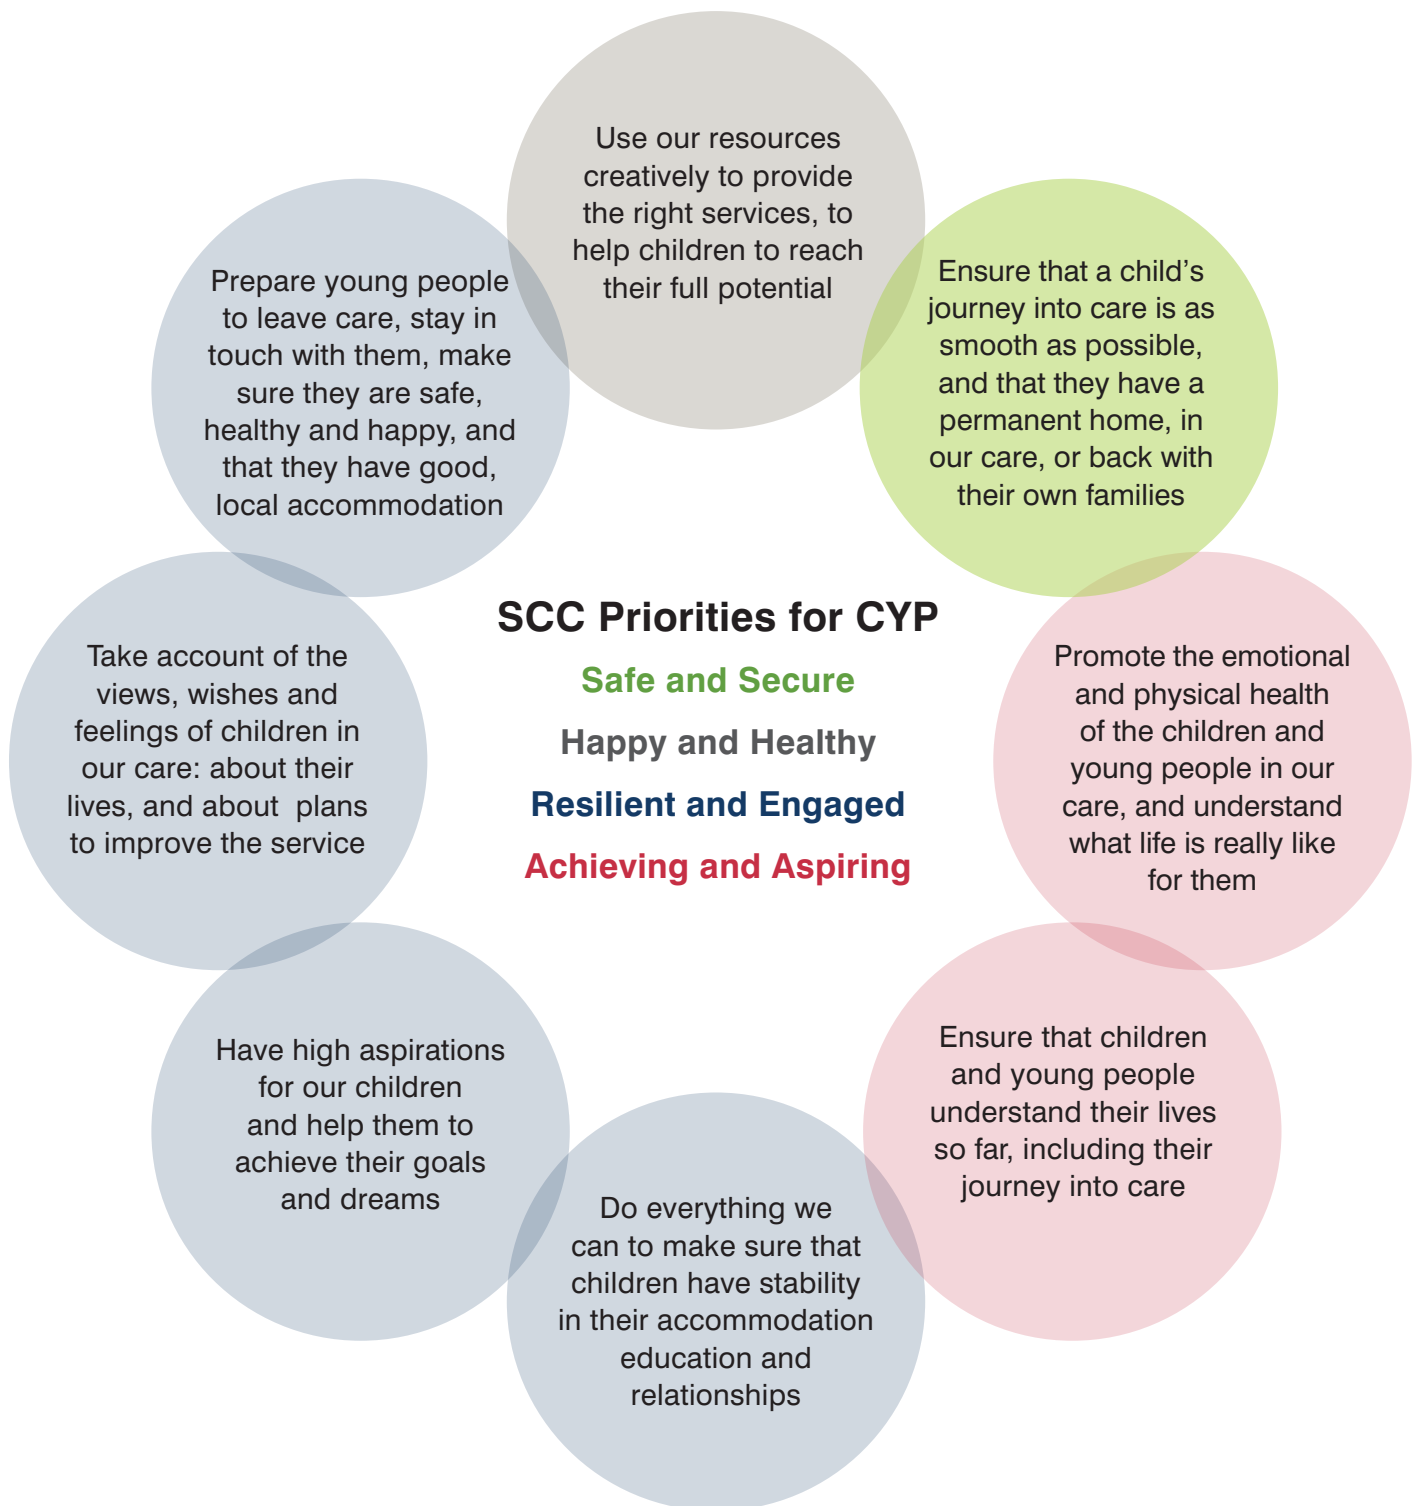 Use our resources
creatively to provide
the right services, to
help children to reach
their full potential
Ensure that a child’s
journey into care is as
smooth as possible,
and that they have a
permanent home, in
our care, or back with
their own families
Promote the emotional
and physical health
of the children and
young people in our
care, and understand
what life is really like
for them
Ensure that children
and young people
understand their lives
so far, including their
journey into care
Do everything we
can to make sure that
children have stability
in their accommodation
education and
relationships
Have high aspirations
for our children
and help them to
achieve their goals
and dreams
Take account of the
views, wishes and
feelings of children in
our care: about their
lives, and about  plans
to improve the service
Prepare young people
to leave care, stay in
touch with them, make
sure they are safe,
healthy and happy, and
that they have good,
local accommodation
SCC Priorities for CYP
Safe and Secure
Happy and Healthy
Resilient and Engaged
Achieving and Aspiring